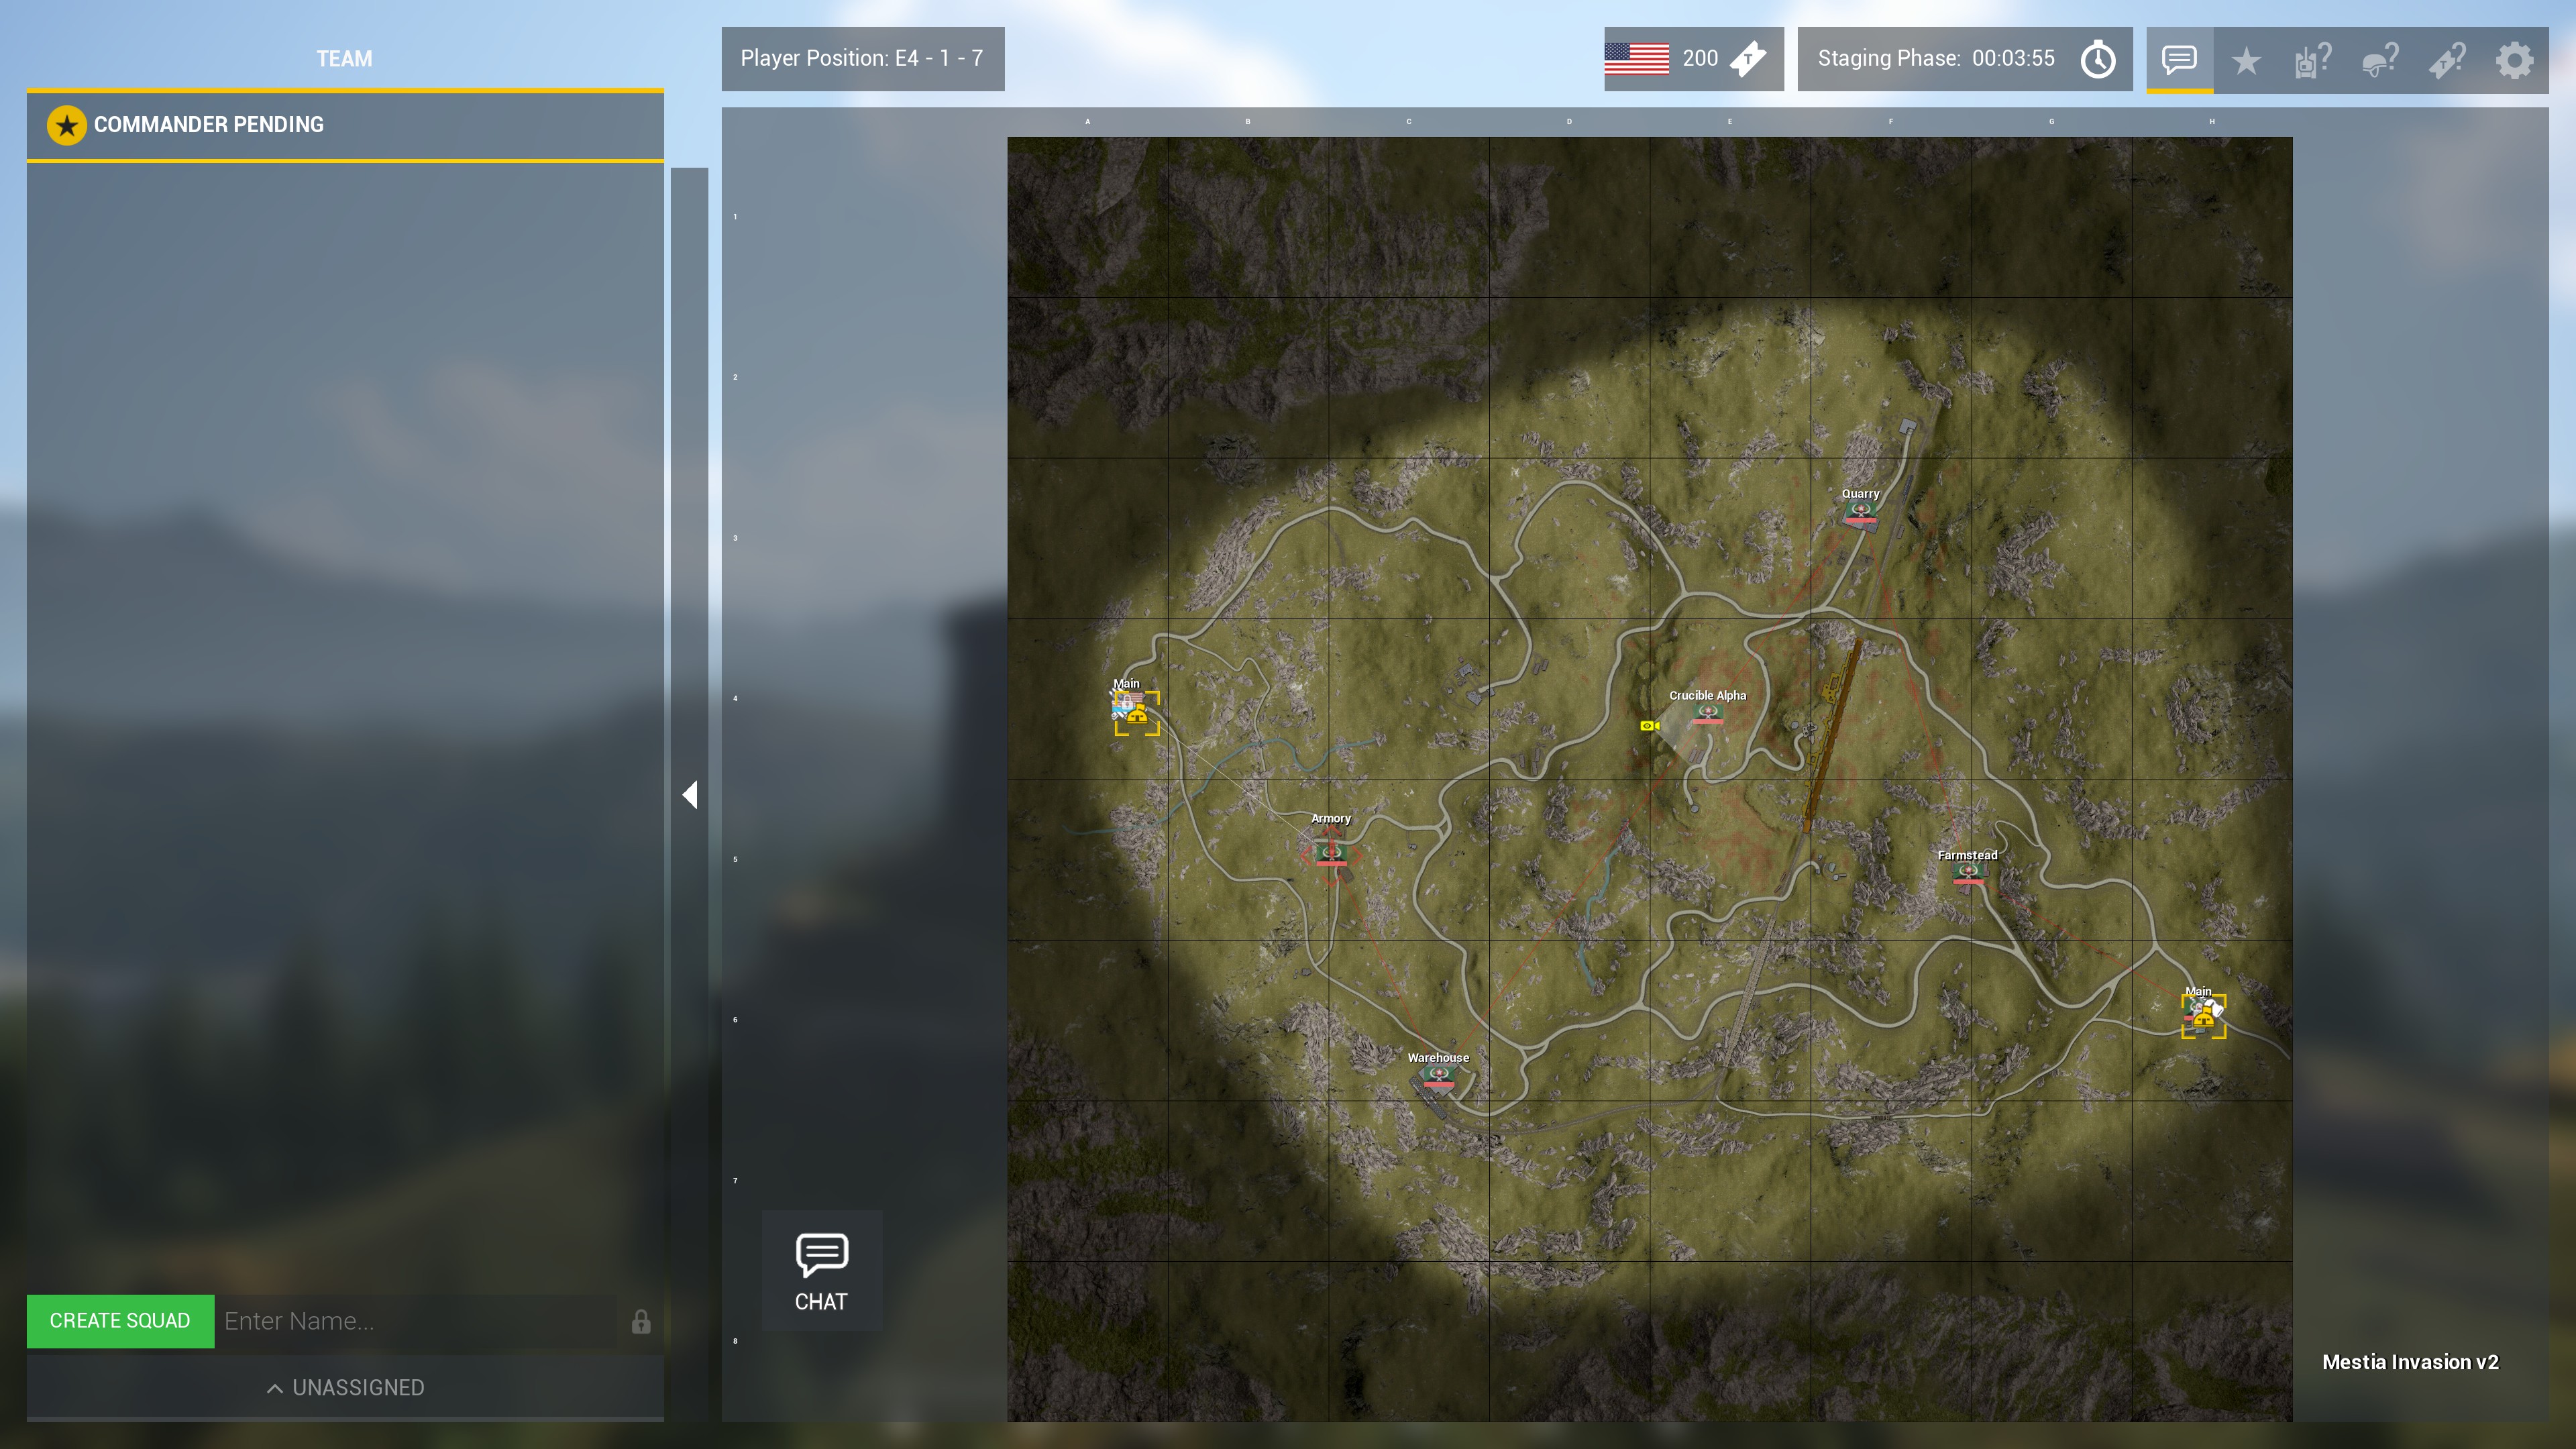 TEAM
Player Position: E4 - 1 - 7
200
T
Staging Phase: 00:03:55
COMMANDER PENDING
A B C D E F G H
1
2
3
4
5
6
7
8
Quarry
Main
Crucible Alpha
Armory
Farmstead
Main
Warehouse
CHAT
CREATE SQUAD
Enter Name...
UNASSIGNED
Mestia Invasion v2